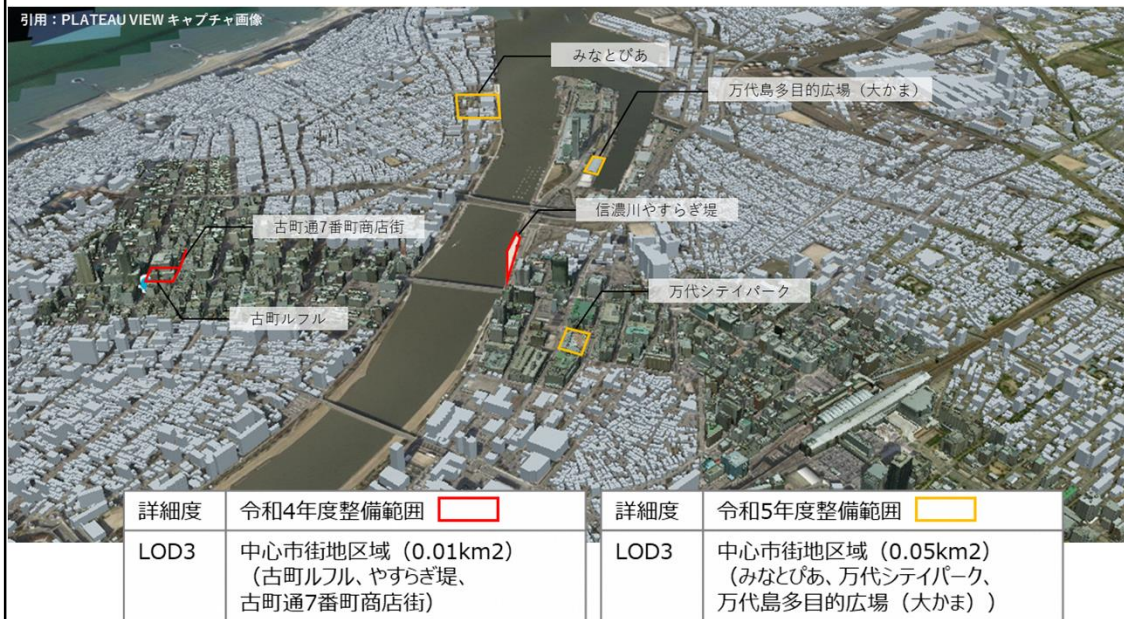 引用：PLATEAU VIEW キャプチャ画像
みなとぴあ
万代島多目的広場（大かま）
信濃川やすらぎ堤
古町通7番町商店街
万代シテイパーク
古町ルフル
詳細度 令和4年度整備範囲
LOD3 中心市街地区域（0.01km2）
（古町ルフル、やすらぎ堤、
古町通7番町商店街）
詳細度 令和5年度整備範囲
LOD3 中心市街地区域（0.05km2）
（みなとぴあ、万代シテイパーク、
万代島多目的広場（大かま））